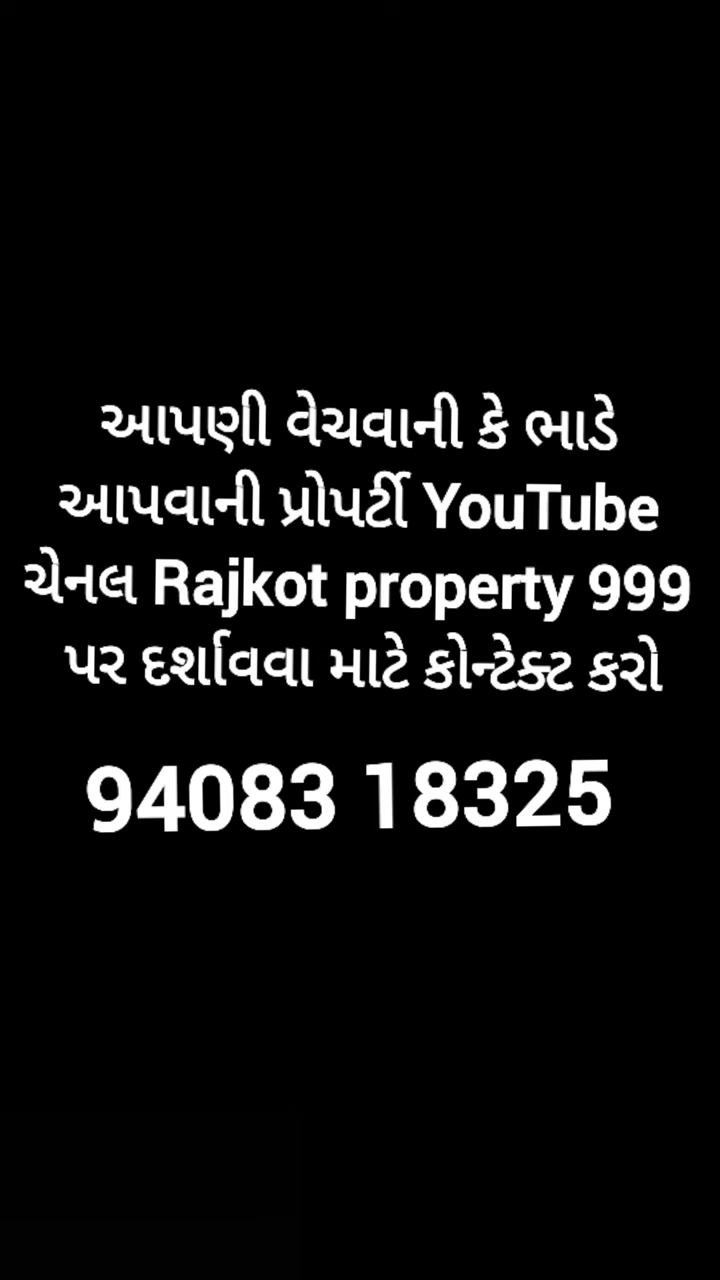 આપણી વેચવાની કે ભાડે
આપવાની પ્રોપર્ટી YouTube
ચેનલ Rajkot property 999
પર દર્શાવવા માટે કોન્ટેક્ટ કરો
94083 18325